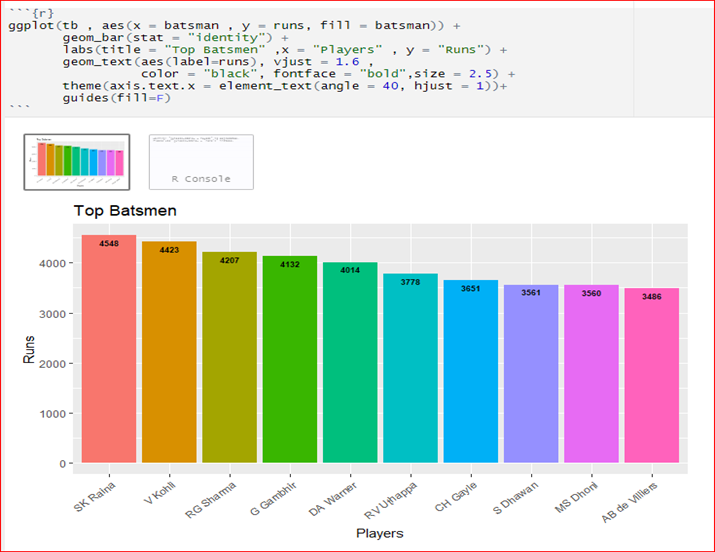 ```{r}
ggplot(tb , aes(x = batsman , y = runs, fill = batsman)) +
geom_bar(stat = "identity") +
labs(title = "Top Batsmen" ,x = "Players" , y = "Runs") +
geom_text(aes(label=runs), vjust = 1.6 ,
color = "black", fontface = "bold",size = 2.5) +
theme(axis.text.x = element_text(angle = 40, hjust = 1))+
guides(fill=F)
```
R Console
Top Batsmen
4548
4423
4207
4132
4014
3778
3651
3561
3560
3486
4000
3000
2000
1000
0
Runs
SK Raina
V Kohli
RG Sharma
G Gambhir
DA Warner
RV Uthappa
CH Gayle
S Dhawan
MS Dhoni
AB de Villiers
Players